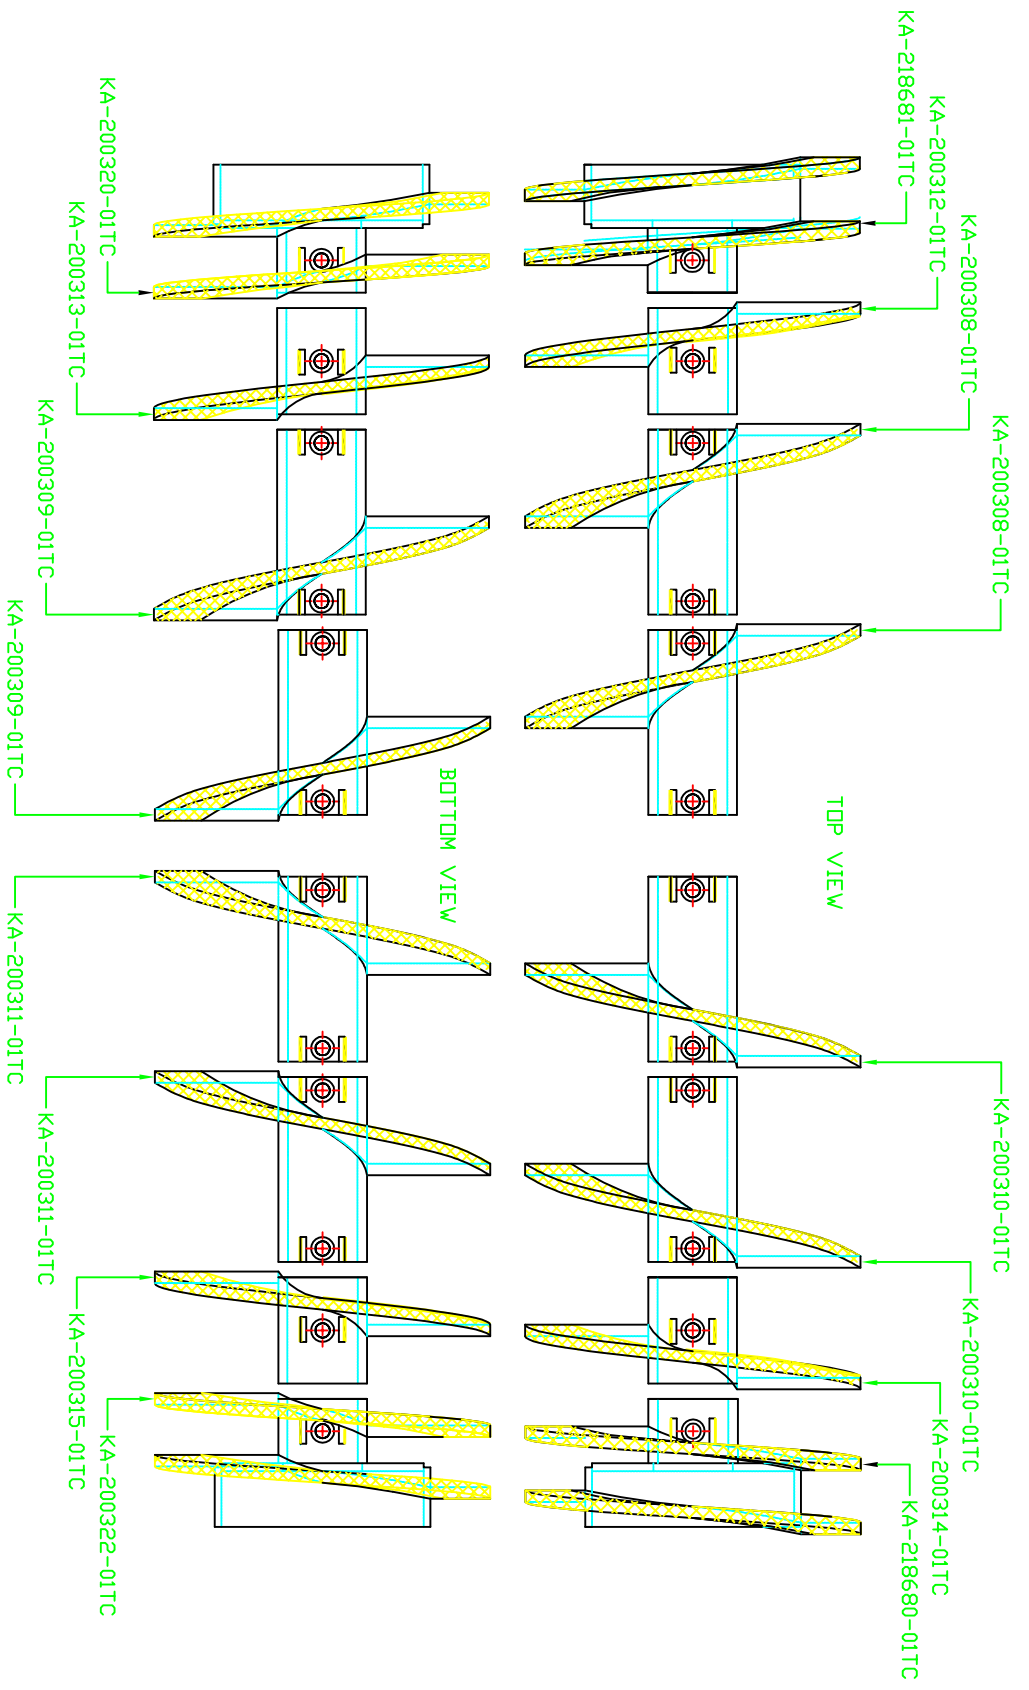 KA-218681-01TC
KA-200312-01TC
KA-200308-01TC
KA-200308-01TC
KA-200310-01TC
KA-200310-01TC
KA-200314-01TC
KA-218680-01TC
TOP VIEW
BOTTOM VIEW
KA-200320-01TC
KA-200313-01TC
KA-200309-01TC
KA-200309-01TC
KA-200311-01TC
KA-200311-01TC
KA-200315-01TC
KA-200322-01TC